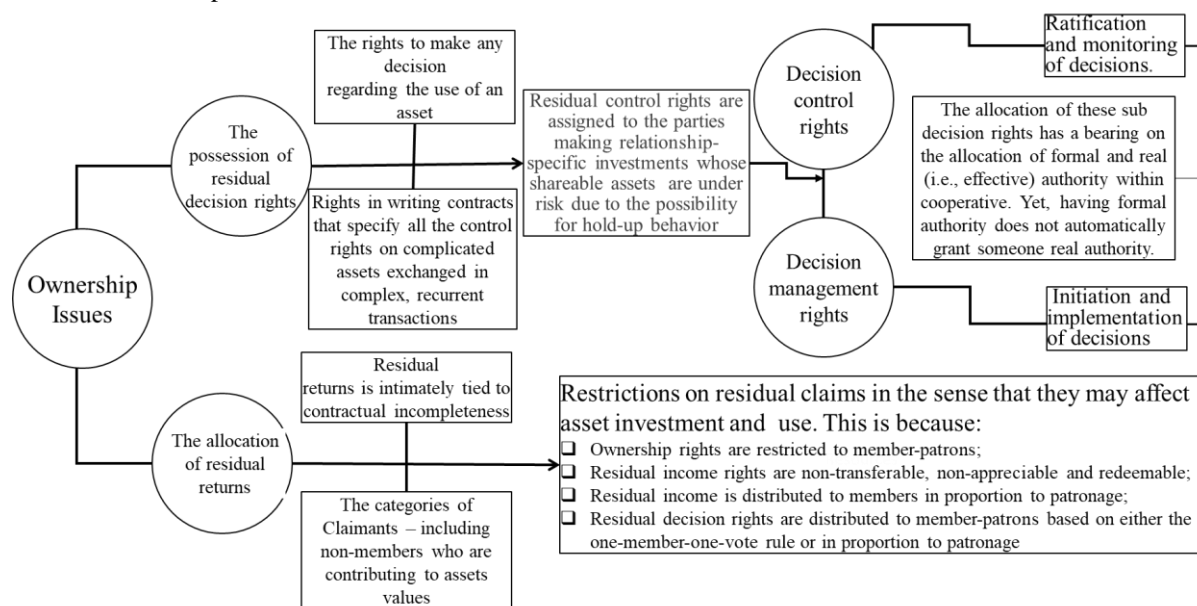 Ownership
Issues
The
possession of
residual
decision rights
The rights to make any
decision
regarding the use of an
asset
Rights in writing contracts
that specify all the control
rights on complicated
assets exchanged in
complex, recurrent
transactions
Residual control rights are
assigned to the parties
making relationship-
specific investments whose
shareable assets are under
risk due to the possibility
for hold-up behavior
Decision
control
rights
Ratification
and monitoring
of decisions.
The allocation of these sub
decision rights has a bearing on
the allocation of formal and real
(i.e., effective) authority within
cooperative. Yet, having formal
authority does not automatically
grant someone real authority.
Decision
management
rights
Initiation and
implementation
of decisions
The allocation
of residual
returns
Residual
returns is intimately tied to
contractual incompleteness
The categories of
Claimants – including
non-members who are
contributing to assets
values
Restrictions on residual claims in the sense that they may affect
asset investment and use. This is because:
❑ Ownership rights are restricted to member-patrons;
❑ Residual income rights are non-transferable, non-appreciable and redeemable;
❑ Residual income is distributed to members in proportion to patronage;
❑ Residual decision rights are distributed to member-patrons based on either the
one-member-one-vote rule or in proportion to patronage